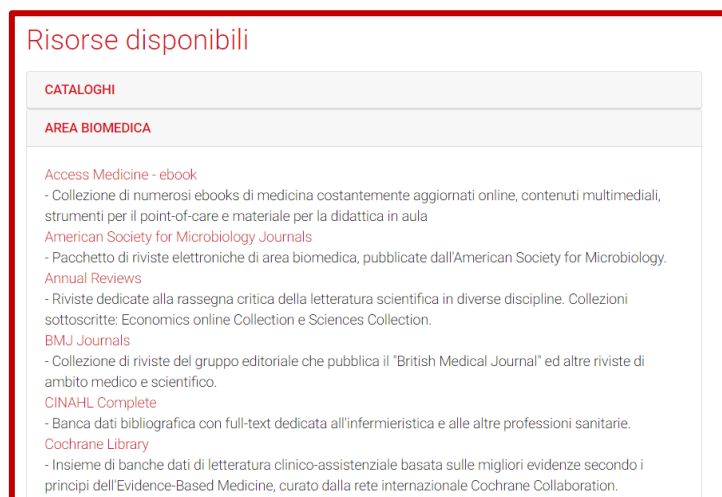 Risorse disponibili
CATALOGHI
AREA BIOMEDICA
Access Medicine - ebook
- Collezione di numerosi ebooks di medicina costantemente aggiornati online, contenuti multimediali,
strumenti per il point-of-care e materiale per la didattica in aula
American Society for Microbiology Journals
- Pacchetto di riviste elettroniche di area biomedica, pubblicate dall'American Society for Microbiology.
Annual Reviews
- Riviste dedicate alla rassegna critica della letteratura scientifica in diverse discipline. Collezioni
sottoscritte: Economics online Collection e Sciences Collection.
BMJ Journals
- Collezione di riviste del gruppo editoriale che pubblica il "British Medical Journal" ed altre riviste di
ambito medico e scientifico.
CINAHL Complete
- Banca dati bibliografica con full-text dedicata all'infermieristica e alle altre professioni sanitarie.
Cochrane Library
- Insieme di banche dati di letteratura clinico-assistenziale basata sulle migliori evidenze secondo i
principi dell'Evidence-Based Medicine, curato dalla rete internazionale Cochrane Collaboration.